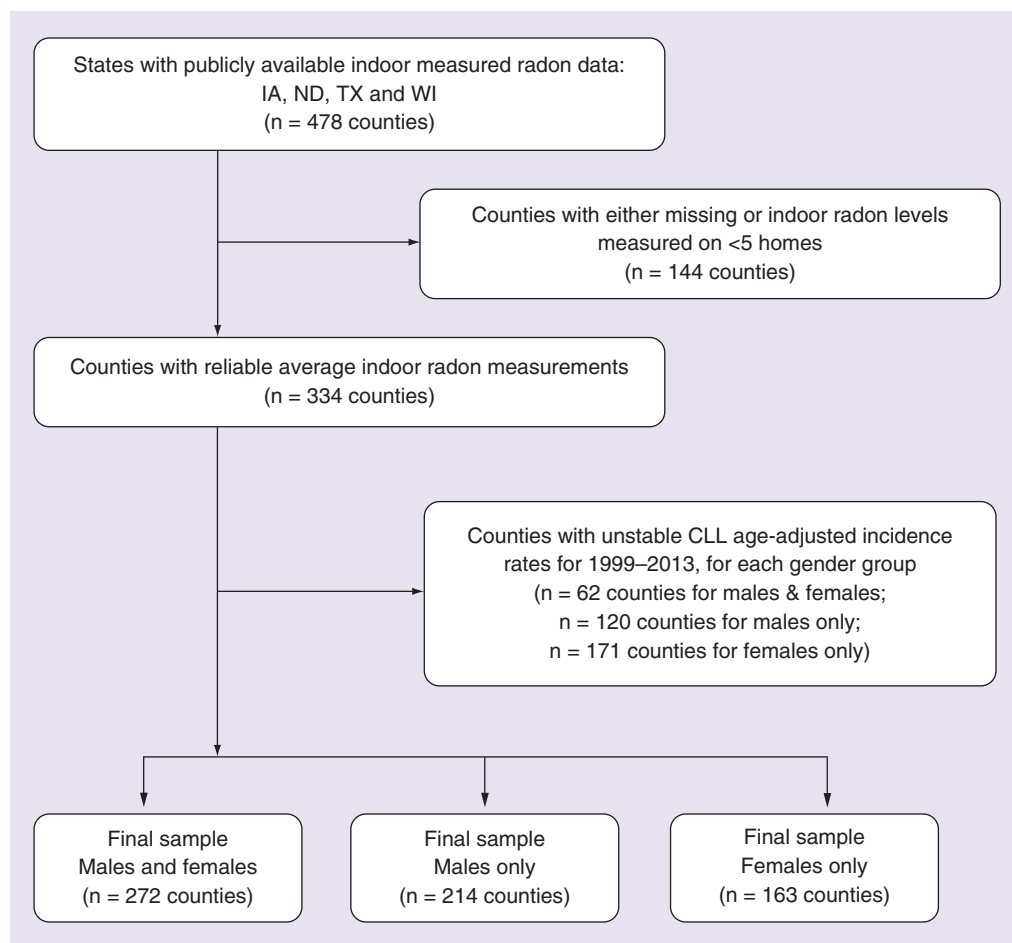 States with publicly available indoor measured radon data:
IA, ND, TX and WI
(n = 478 counties)
Counties with either missing or indoor radon levels
measured on <5 homes
(n = 144 counties)
Counties with reliable average indoor radon measurements
(n = 334 counties)
Counties with unstable CLL age-adjusted incidence
rates for 1999–2013, for each gender group
(n = 62 counties for males & females;
n = 120 counties for males only;
n = 171 counties for females only)
Final sample
Males and females
(n = 272 counties)
Final sample
Males only
(n = 214 counties)
Final sample
Females only
(n = 163 counties)